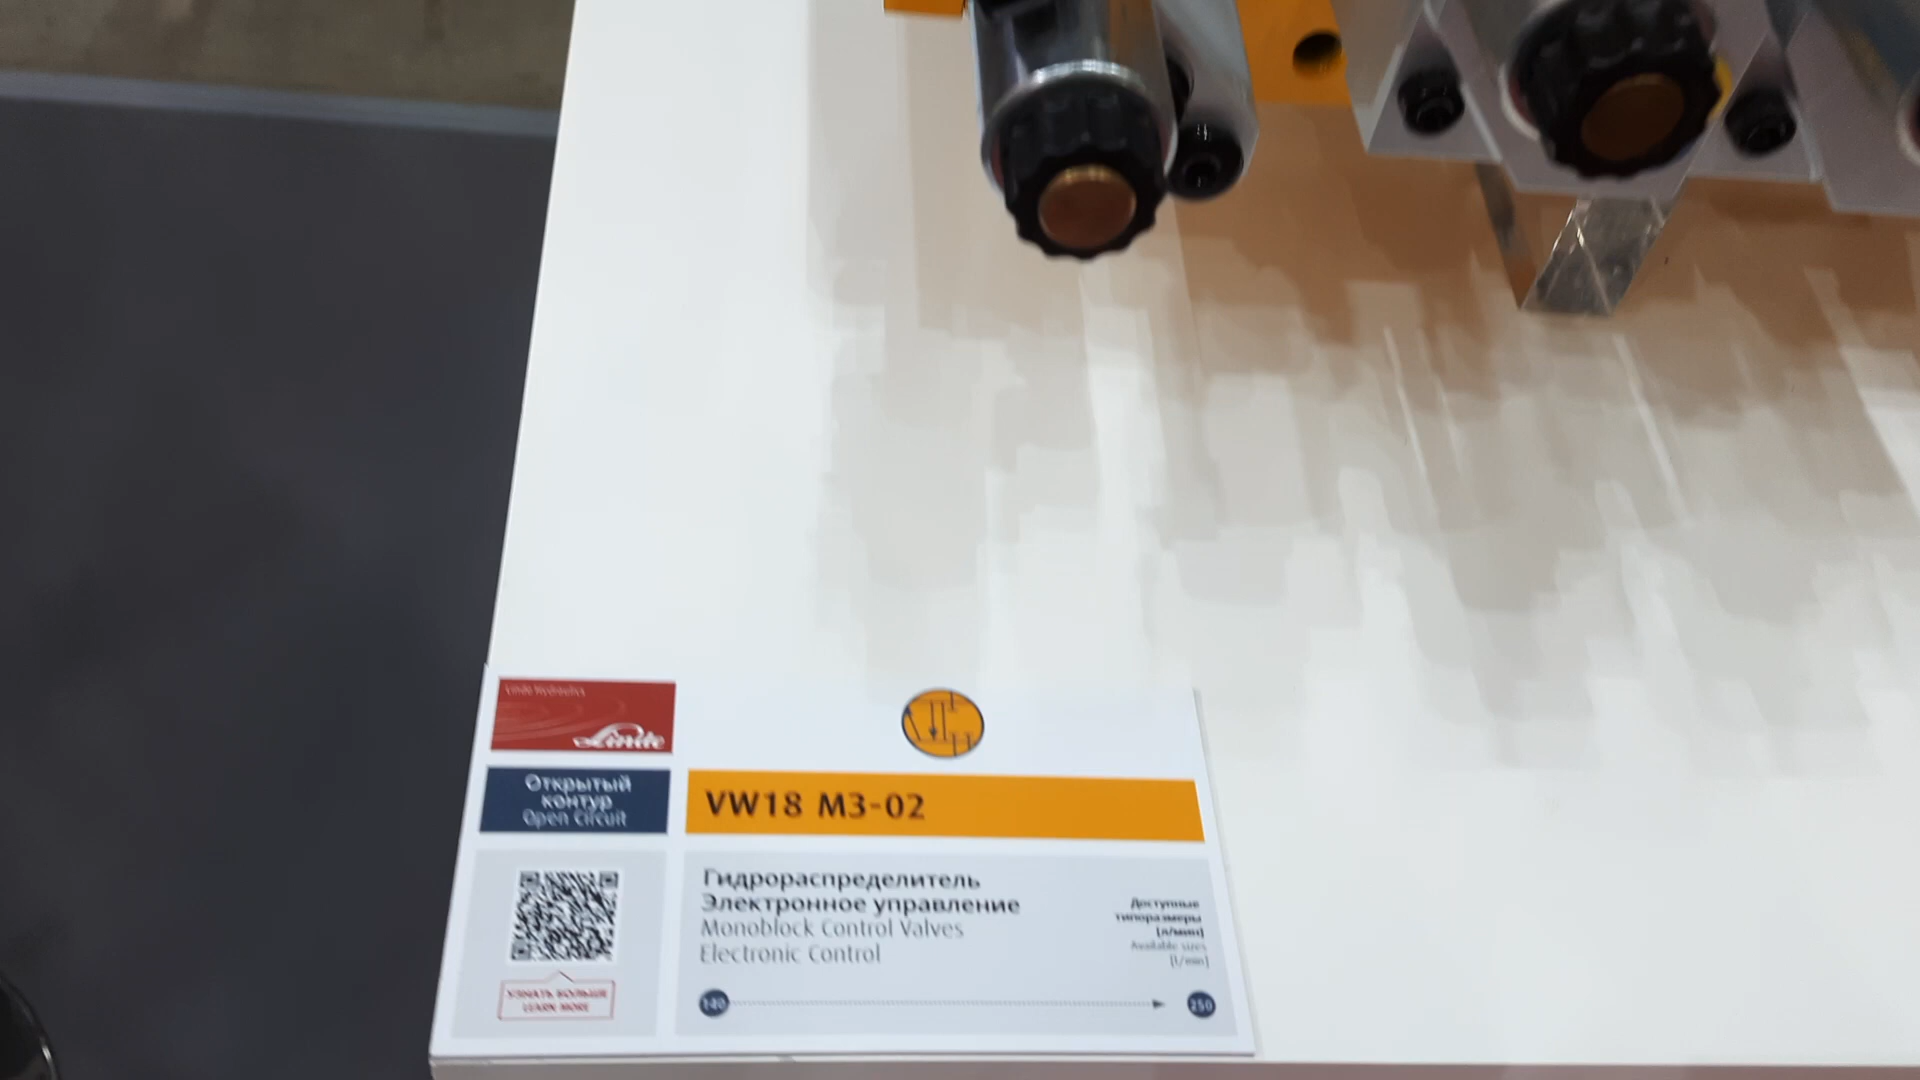 Linde Hydraulics
Linde
Открытый
контур
Open Circuit
VW18 M3-02
Гидрораспределитель
Электронное управление
Monoblock Control Valves
Electronic Control
Доступные
типоразмеры
[л/мин]
Available sizes
[l/min]
УЗНАТЬ БОЛЬШЕ
LEARN MORE
140
250